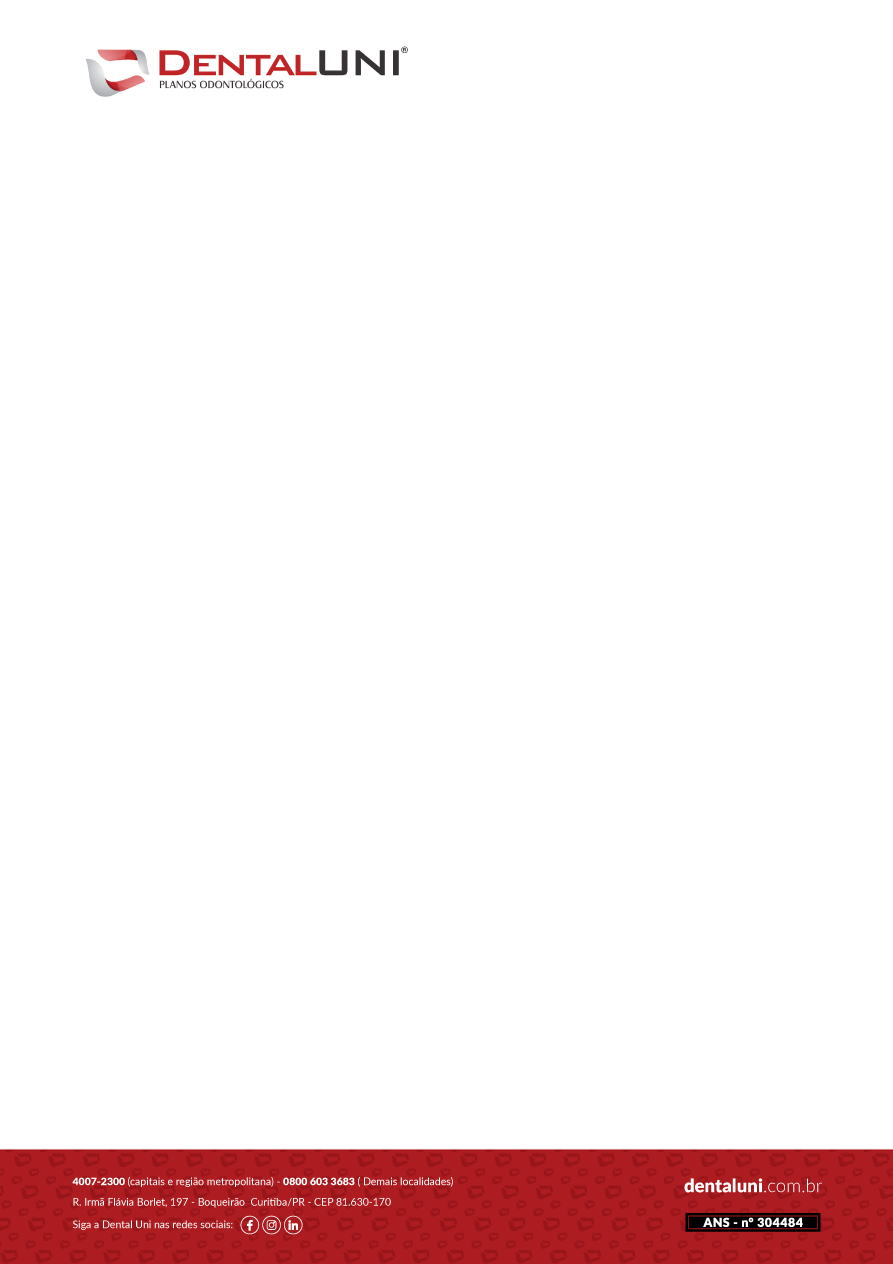 DENTALUNI®
PLANOS ODONTOLÓGICOS
4007-2300 (capitais e região metropolitana) - 0800 603 3683 ( Demais localidades)
R. Irmã Flávia Borlet, 197 - Boqueirão Curitiba/PR - CEP 81.630-170
Siga a Dental Uni nas redes sociais:
dentaluni.com.br
ANS - nº 304484